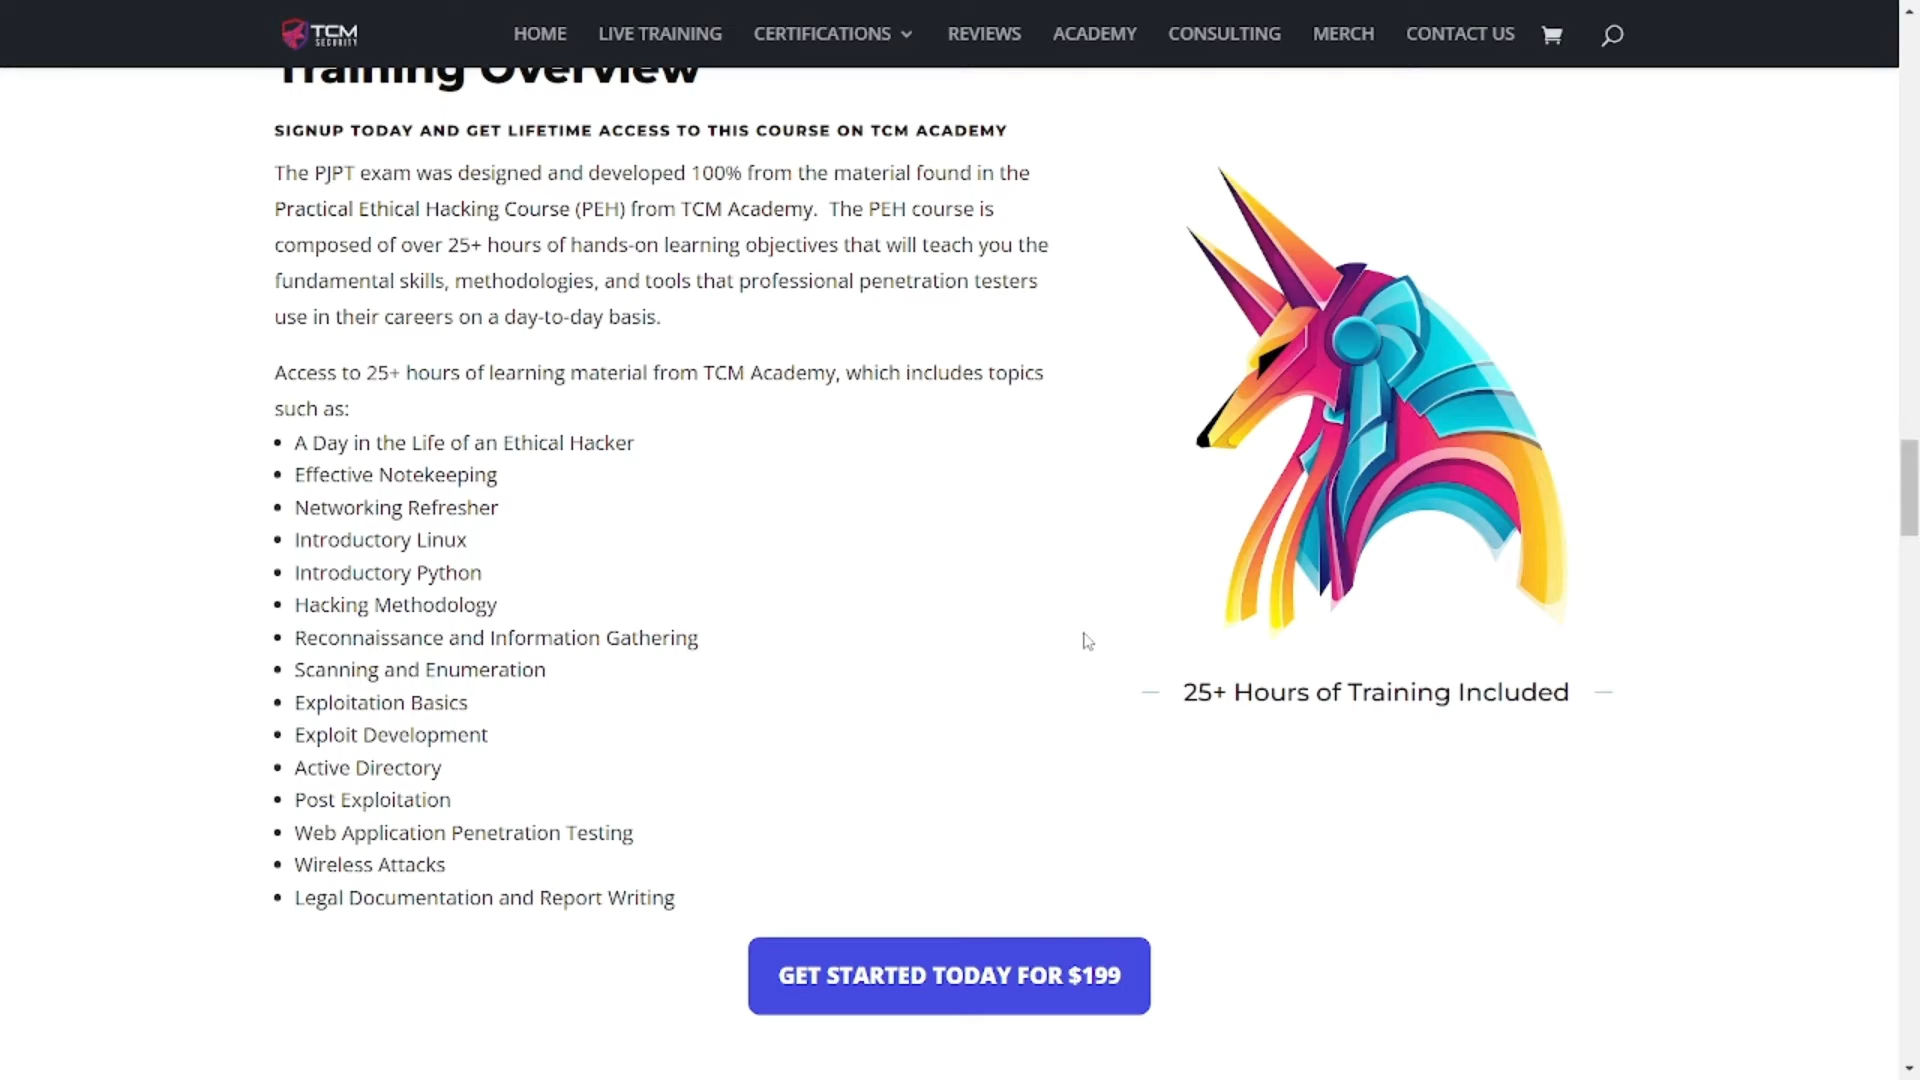 TCM
SECURITY
HOME LIVE TRAINING CERTIFICATIONS REVIEWS ACADEMY CONSULTING MERCH CONTACT US
Training Overview
SIGNUP TODAY AND GET LIFETIME ACCESS TO THIS COURSE ON TCM ACADEMY
The PJPT exam was designed and developed 100% from the material found in the
Practical Ethical Hacking Course (PEH) from TCM Academy.  The PEH course is
composed of over 25+ hours of hands-on learning objectives that will teach you the
fundamental skills, methodologies, and tools that professional penetration testers
use in their careers on a day-to-day basis.
Access to 25+ hours of learning material from TCM Academy, which includes topics
such as:
• A Day in the Life of an Ethical Hacker
• Effective Notekeeping
• Networking Refresher
• Introductory Linux
• Introductory Python
• Hacking Methodology
• Reconnaissance and Information Gathering
• Scanning and Enumeration
• Exploitation Basics
• Exploit Development
• Active Directory
• Post Exploitation
• Web Application Penetration Testing
• Wireless Attacks
• Legal Documentation and Report Writing
25+ Hours of Training Included
GET STARTED TODAY FOR $199